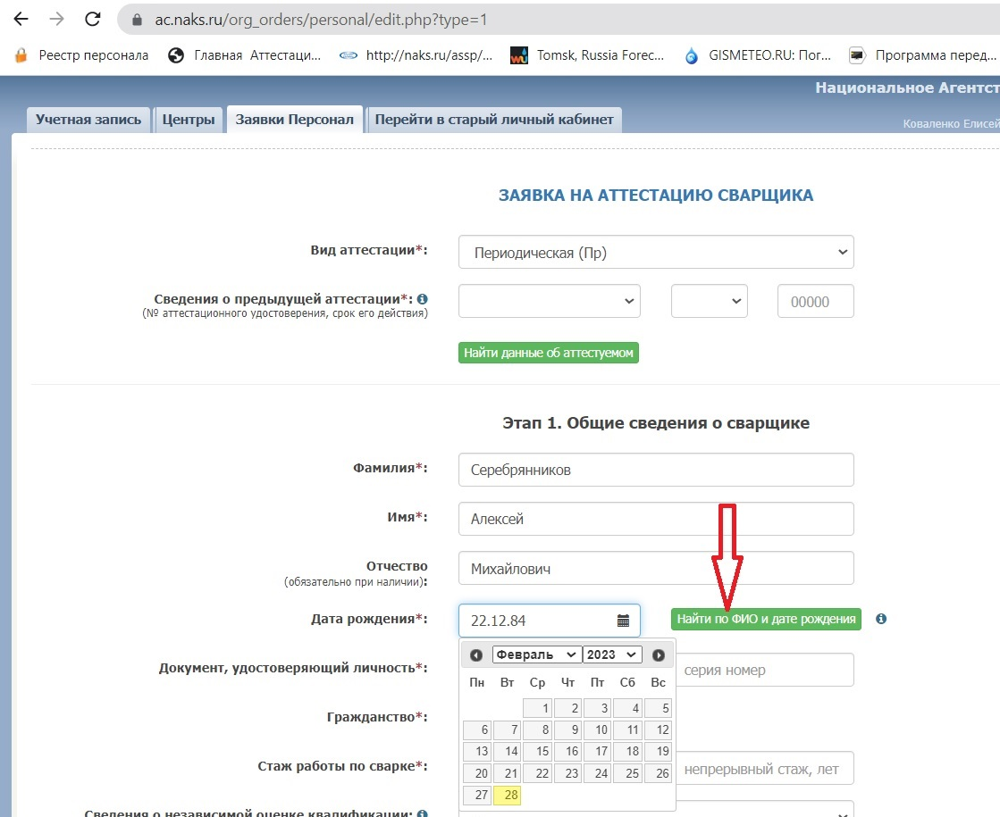 ac.naks.ru/org_orders/personal/edit.php?type=1
Реестр персонала Главная Аттестаци... http://naks.ru/assp/... Tomsk, Russia Forec... GISMETEO.RU: Пог... Программа перед...
Национальное Агентст
Учетная запись Центры Заявки Персонал Перейти в старый личный кабинет
Коваленко Елисей
ЗАЯВКА НА АТТЕСТАЦИЮ СВАРЩИКА
Вид аттестации*: Периодическая (Пр)
Сведения о предыдущей аттестации*: 00000
(№ аттестационного удостоверения, срок его действия)
Найти данные об аттестуемом
Этап 1. Общие сведения о сварщике
Фамилия*: Серебрянников
Имя*: Алексей
Отчество Михайлович
(обязательно при наличии):
Дата рождения*: 22.12.84 Найти по ФИО и дате рождения
Февраль 2023
Документ, удостоверяющий личность*: серия номер
Пн Вт Ср Чт Пт Сб Вс
1 2 3 4 5
Гражданство*:
6 7 8 9 10 11 12
13 14 15 16 17 18 19
Стаж работы по сварке*: непрерывный стаж, лет
20 21 22 23 24 25 26
27 28
Сведения о независимой оценке квалификации: